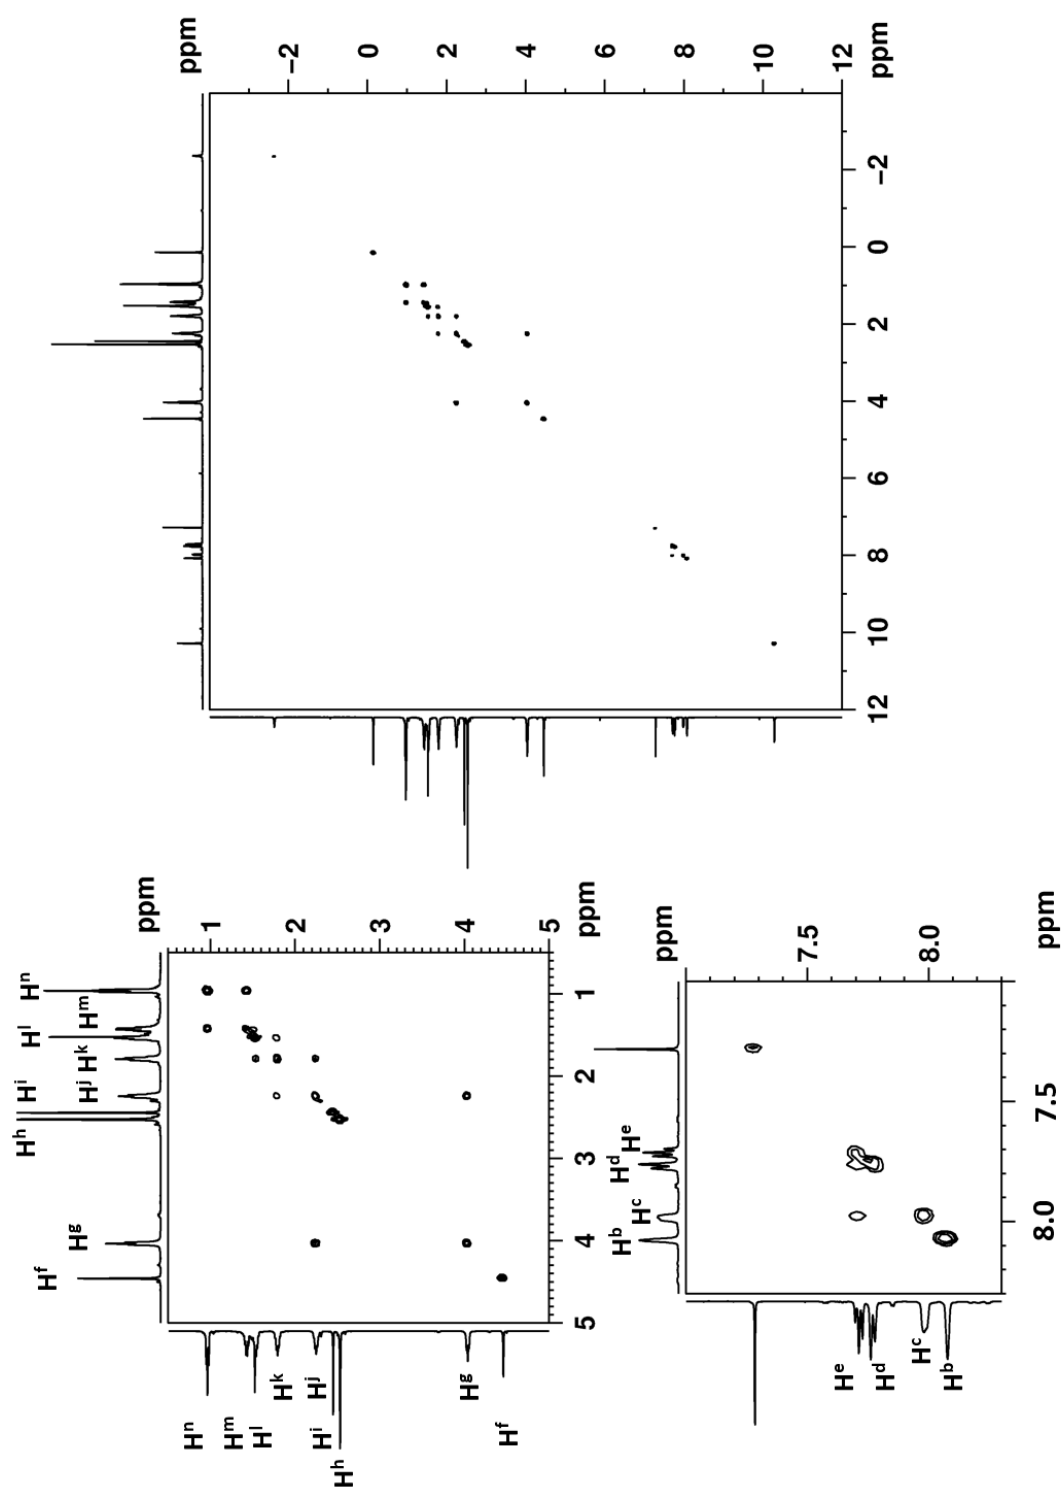 Hʰ Hⁱ Hˡ Hⁿ
Hᶠ Hᵍ Hʲ Hᵏ Hᵐ
ppm
Hⁿ
1
Hᵐ
Hˡ
Hᵏ
2
Hʲ
Hⁱ
Hʰ
3
Hᵍ
4
Hᶠ
5
5 4 3 2 1 ppm
ppm
−2
0
2
4
6
8
10
12
12 10 8 6 4 2 0 −2 ppm
Hᵇ Hᶜ Hᵈ Hᵉ
ppm
7.5
Hᵉ
Hᵈ
Hᶜ
8.0
Hᵇ
8.0 7.5 ppm